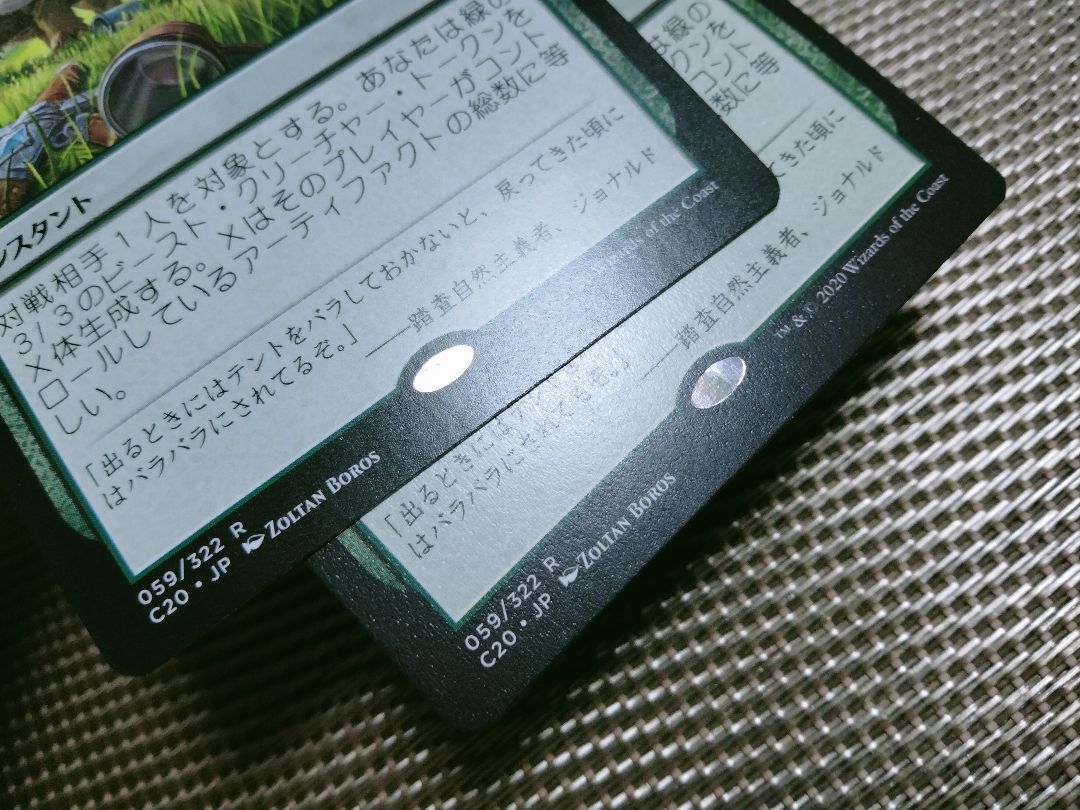 ンスタント
対戦相手1人を対象とする。あなたは緑の
3/3のビースト・クリーチャー・トークンを
X体生成する。Xはそのプレイヤーがコント
ロールしているアーティファクトの総数に等
しい。
「出るときにはテントをバラしておかないと、戻ってきた頃に
はバラバラにされてるぞ。」
――踏査自然主義者、ジョナルド
059/322 R
C20・JP ZOLTAN BOROS
Wizards of the Coast
は緑の
クンを
コント
数に等
てきた頃に
「出るときには
はバラバラにされてるぞ。」
――踏査自然主義者、ジョナルド
059/322 R
C20・JP ZOLTAN BOROS
™ & © 2020 Wizards of the Coast